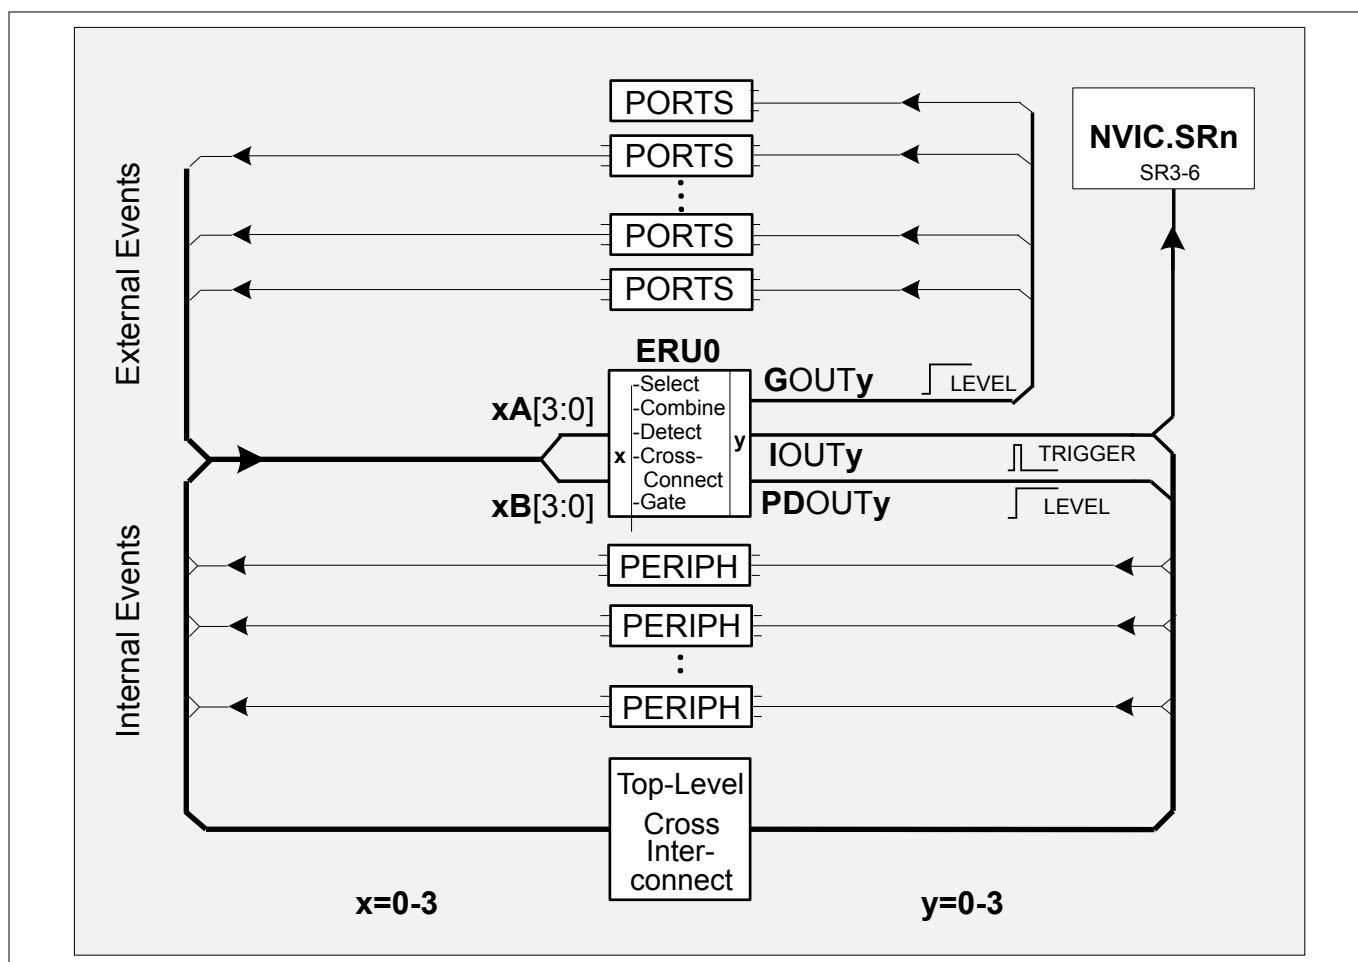 PORTS
PORTS
PORTS
PORTS
NVIC.SRn
SR3-6
External Events
ERU0
xA[3:0]
xB[3:0]
x
-Select
-Combine
-Detect
-Cross-
Connect
-Gate
y
GOUTy
LEVEL
IOUTy
TRIGGER
PDOUTy
LEVEL
Internal Events
PERIPH
PERIPH
PERIPH
Top-Level
Cross
Inter-
connect
x=0-3
y=0-3